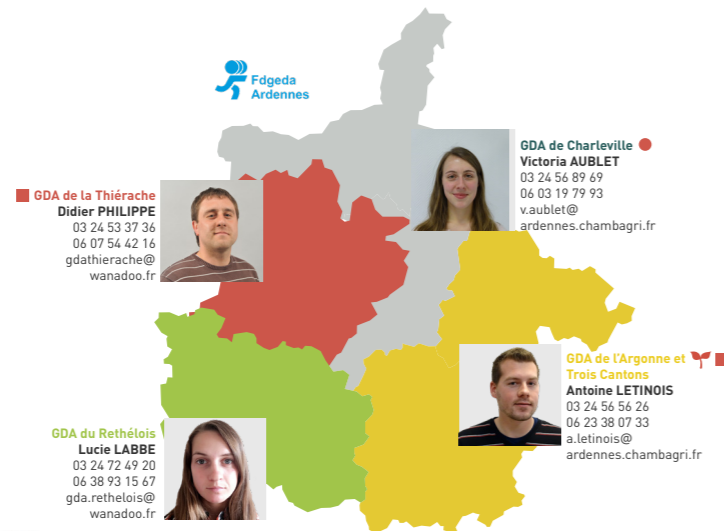 Fdgeda
Ardennes
GDA de Charleville
Victoria AUBLET
03 24 56 89 69
06 03 19 79 93
v.aublet@
ardennes.chambagri.fr
GDA de la Thiérache
Didier PHILIPPE
03 24 53 37 36
06 07 54 42 16
gdathierache@
wanadoo.fr
GDA de l'Argonne et
Trois Cantons
Antoine LETINOIS
03 24 56 56 26
06 23 38 07 33
a.letinois@
ardennes.chambagri.fr
GDA du Rethélois
Lucie LABBE
03 24 72 49 20
06 38 93 15 67
gda.rethelois@
wanadoo.fr